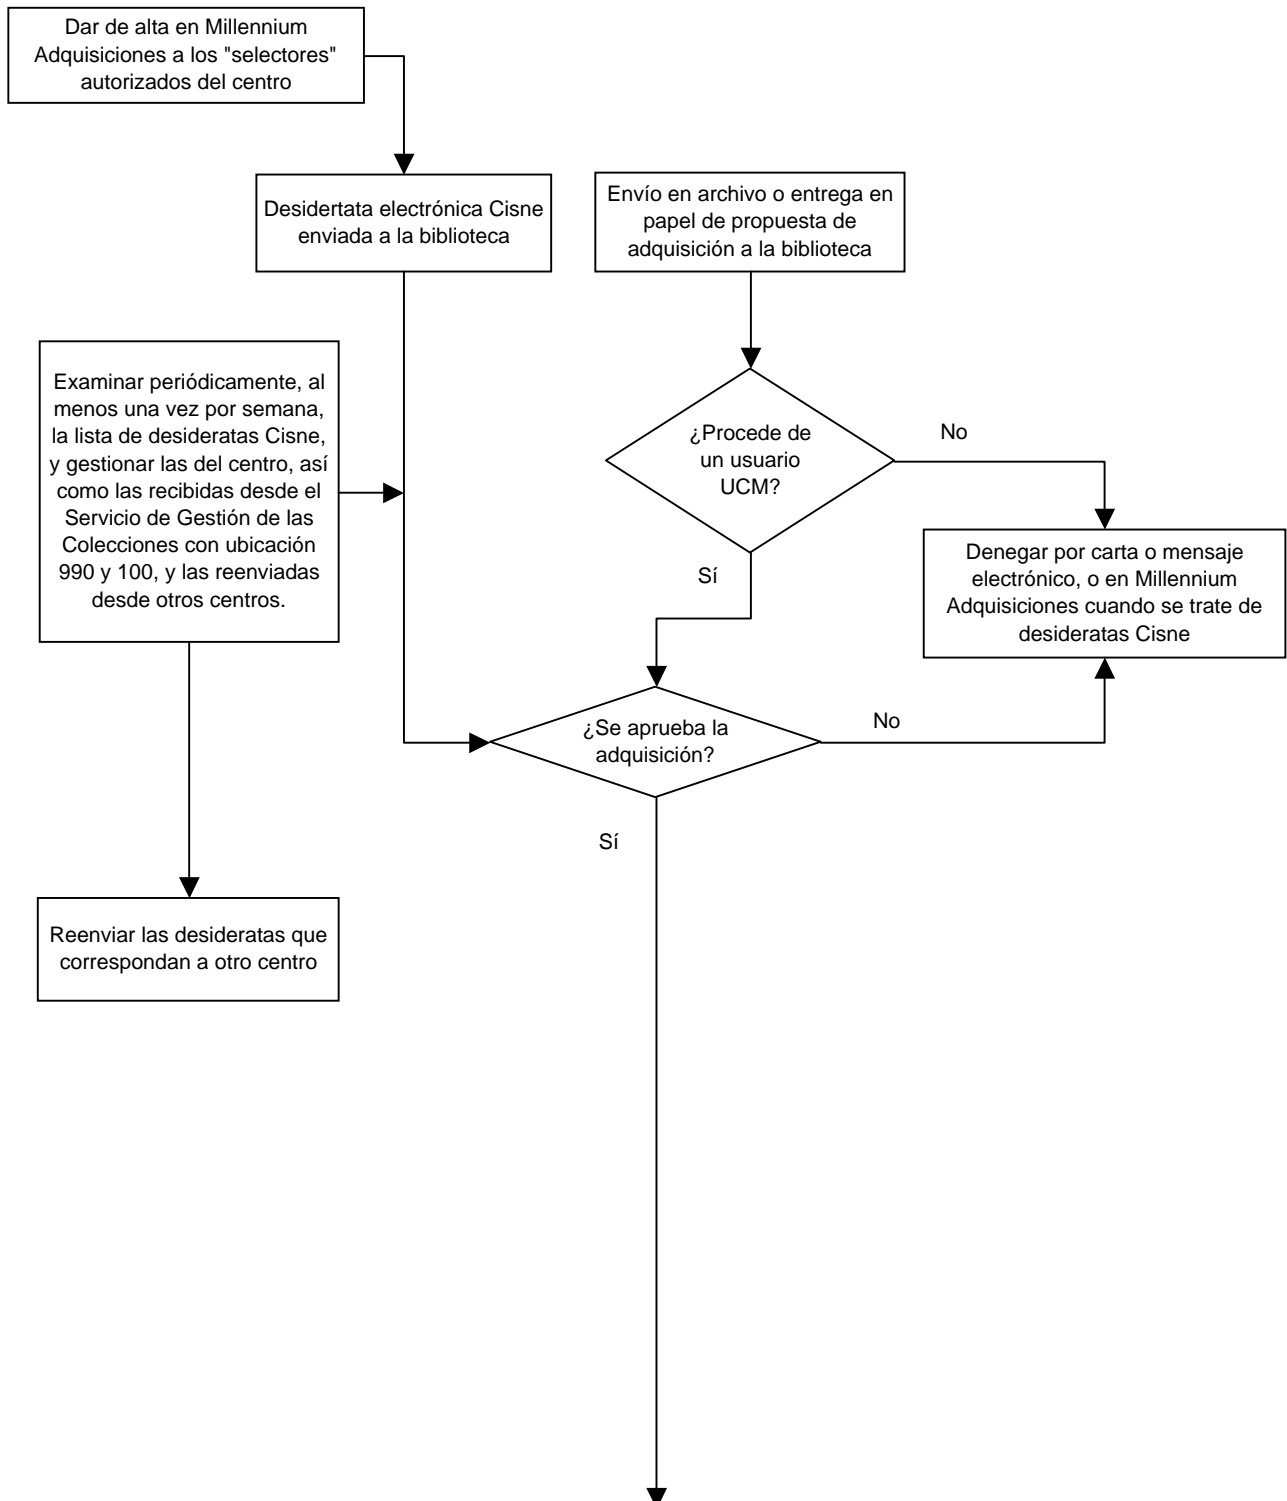 Dar de alta en Millennium
Adquisiciones a los "selectores"
autorizados del centro
Desidertata electrónica Cisne
enviada a la biblioteca
Envío en archivo o entrega en
papel de propuesta de
adquisición a la biblioteca
Examinar periódicamente, al
menos una vez por semana,
la lista de desideratas Cisne,
y gestionar las del centro, así
como las recibidas desde el
Servicio de Gestión de las
Colecciones con ubicación
990 y 100, y las reenviadas
desde otros centros.
¿Procede de
un usuario
UCM?
No
Sí
Denegar por carta o mensaje
electrónico, o en Millennium
Adquisiciones cuando se trate de
desideratas Cisne
¿Se aprueba la
adquisición?
No
Sí
Reenviar las desideratas que
correspondan a otro centro